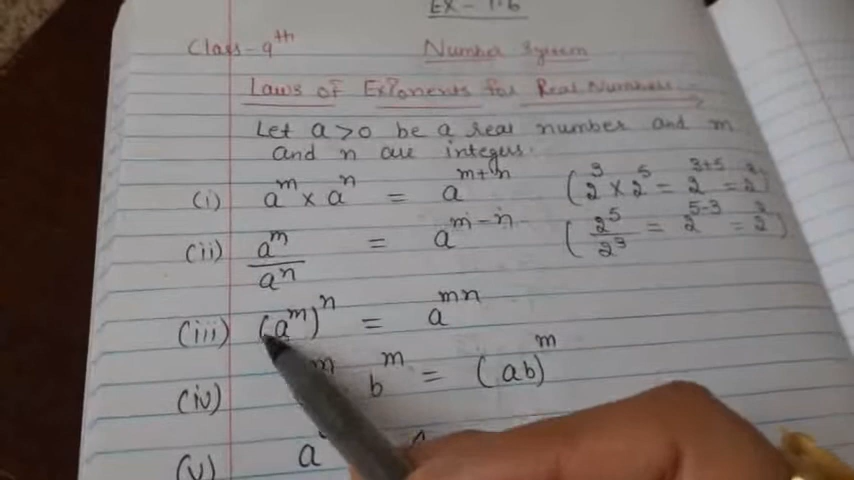 Ex - 1.6
Class - 9th Number System
Laws of Exponents for Real Numbers.
Let a > 0 be a real number and m
and n are integers.
(i) a^m × a^n = a^(m+n) (2^3 × 2^5 = 2^(3+5) = 2^8)
(ii) a^m / a^n = a^(m-n) (2^5 / 2^3 = 2^(5-3) = 2^2)
(iii) (a^m)^n = a^(mn)
(iv) m b^m = (ab)^m
(v) a